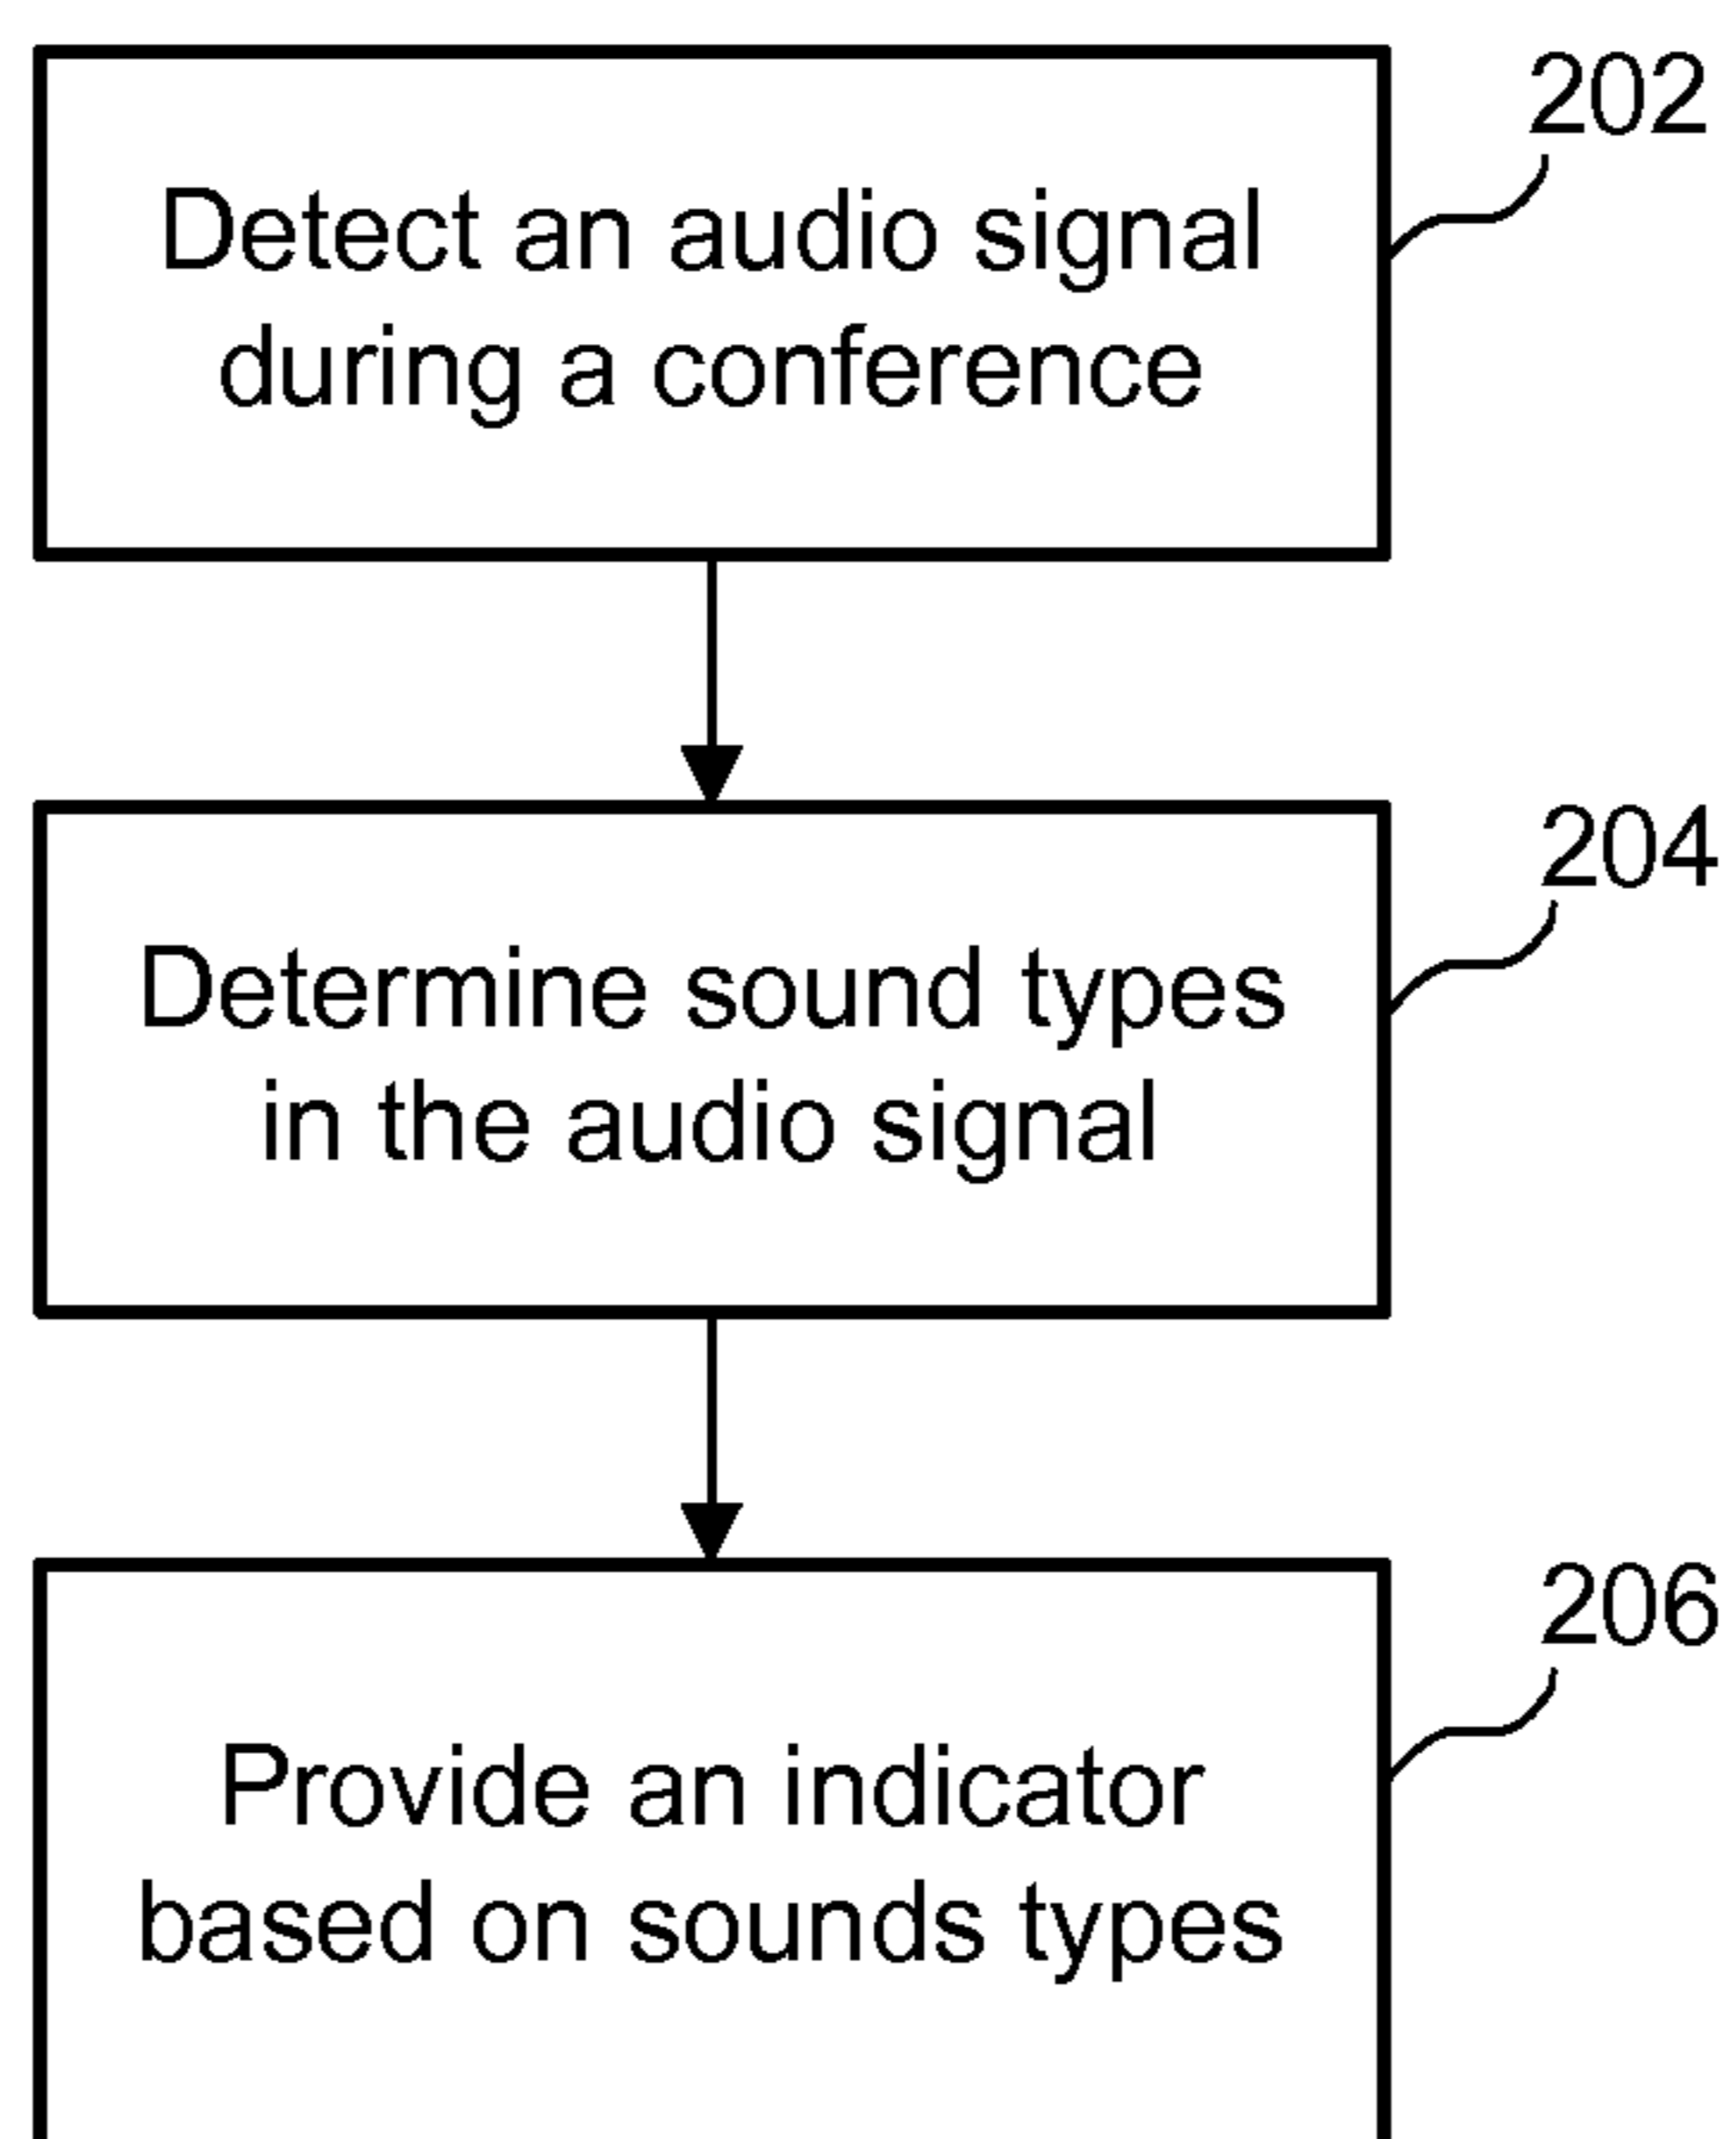 202
Detect an audio signal
during a conference
204
Determine sound types
in the audio signal
206
Provide an indicator
based on sounds types